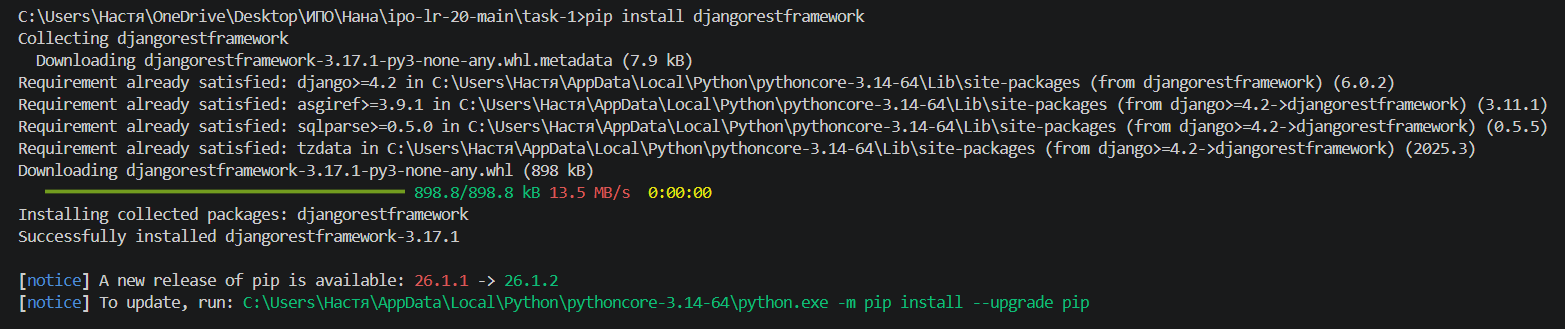 C:\Users\Настя\OneDrive\Desktop\ИПО\Нана\ipo-lr-20-main\task-1>pip install djangorestframework
Collecting djangorestframework
  Downloading djangorestframework-3.17.1-py3-none-any.whl.metadata (7.9 kB)
Requirement already satisfied: django>=4.2 in C:\Users\Настя\AppData\Local\Python\pythoncore-3.14-64\Lib\site-packages (from djangorestframework) (6.0.2)
Requirement already satisfied: asgiref>=3.9.1 in C:\Users\Настя\AppData\Local\Python\pythoncore-3.14-64\Lib\site-packages (from django>=4.2->djangorestframework) (3.11.1)
Requirement already satisfied: sqlparse>=0.5.0 in C:\Users\Настя\AppData\Local\Python\pythoncore-3.14-64\Lib\site-packages (from django>=4.2->djangorestframework) (0.5.5)
Requirement already satisfied: tzdata in C:\Users\Настя\AppData\Local\Python\pythoncore-3.14-64\Lib\site-packages (from django>=4.2->djangorestframework) (2025.3)
Downloading djangorestframework-3.17.1-py3-none-any.whl (898 kB)
898.8/898.8 kB 13.5 MB/s  0:00:00
Installing collected packages: djangorestframework
Successfully installed djangorestframework-3.17.1
[notice] A new release of pip is available: 26.1.1 -> 26.1.2
[notice] To update, run: C:\Users\Настя\AppData\Local\Python\pythoncore-3.14-64\python.exe -m pip install --upgrade pip